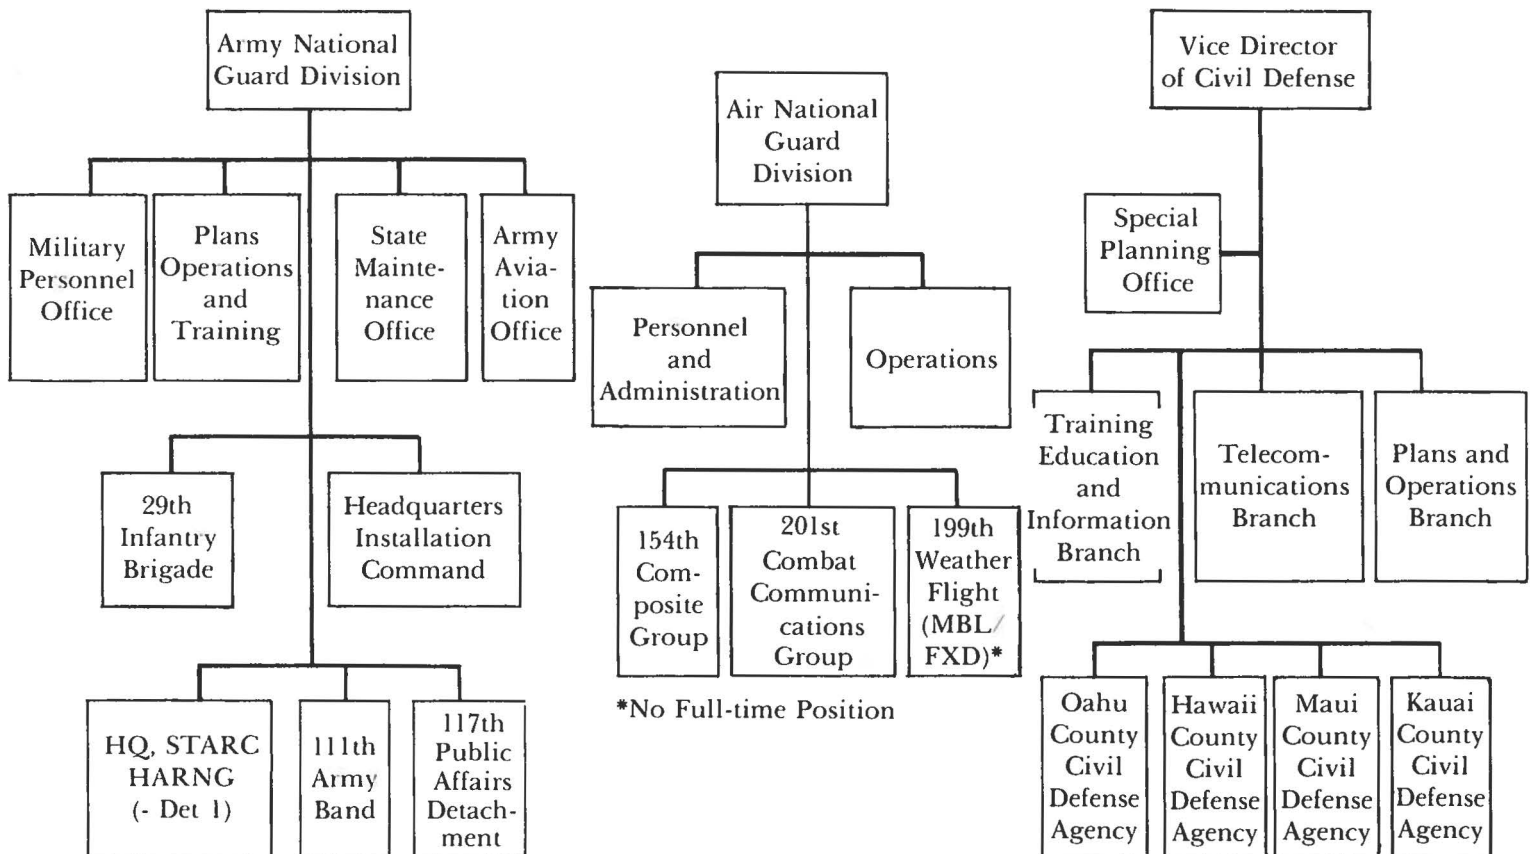 Army National
Guard Division
Military
Personnel
Office
Plans
Operations
and
Training
State
Mainte-
nance
Office
Army
Avia-
tion
Office
29th
Infantry
Brigade
Headquarters
Installation
Command
HQ, STARC
HARNG
(- Det 1)
111th
Army
Band
117th
Public
Affairs
Detach-
ment
Air National
Guard
Division
Personnel
and
Administration
Operations
154th
Com-
posite
Group
201st
Combat
Communi-
cations
Group
199th
Weather
Flight
(MBL/
FXD)*
*No Full-time Position
Vice Director
of Civil Defense
Special
Planning
Office
Training
Education
and
Information
Branch
Telecom-
munications
Branch
Plans and
Operations
Branch
Oahu
County
Civil
Defense
Agency
Hawaii
County
Civil
Defense
Agency
Maui
County
Civil
Defense
Agency
Kauai
County
Civil
Defense
Agency